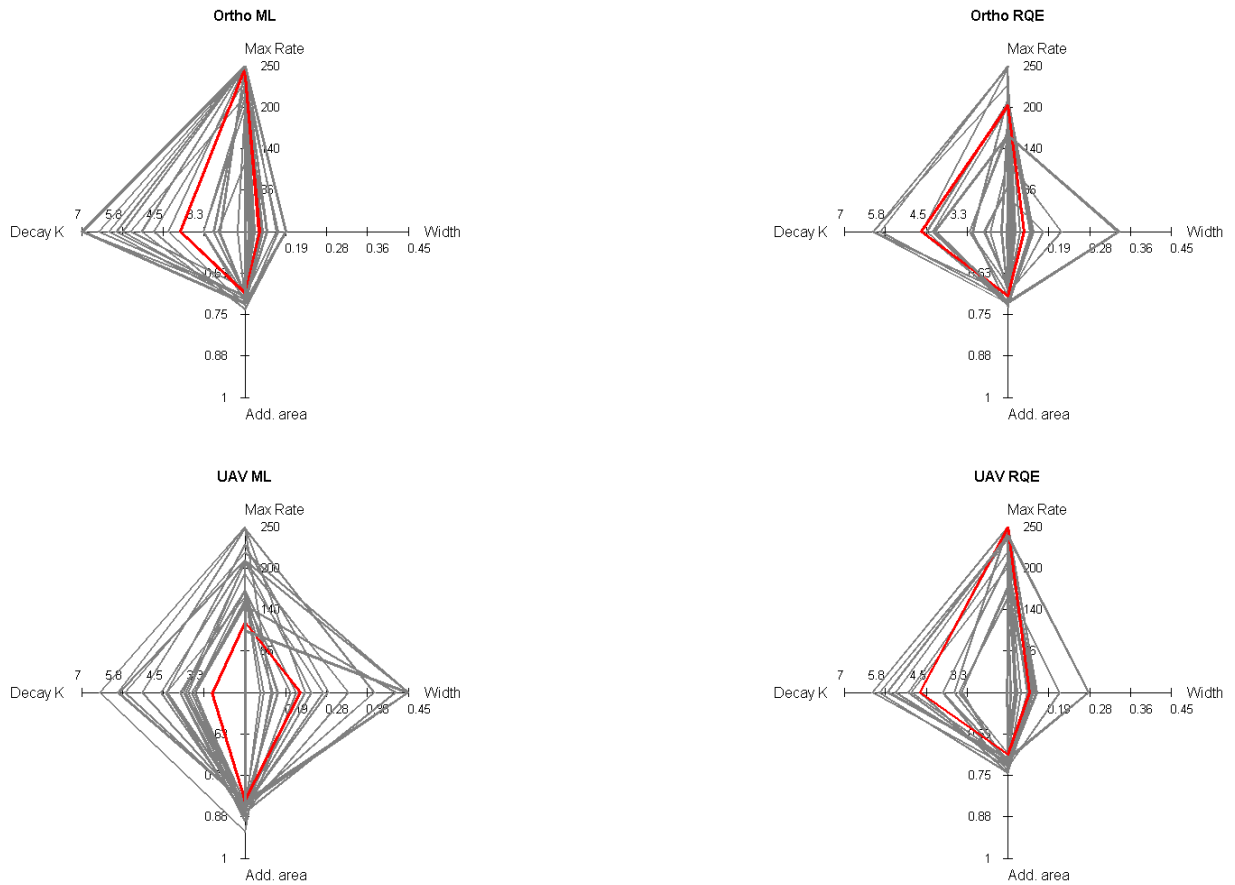 Ortho ML
Max Rate
250
200
140
7 5.8 4.5 3.3
Decay K
Width
0.19 0.28 0.36 0.45
0.75
0.88
1
Add. area
Ortho RQE
Max Rate
250
200
140
7 5.8 4.5 3.3
Decay K
Width
0.19 0.28 0.36 0.45
0.63
0.75
0.88
1
Add. area
UAV ML
Max Rate
250
200
140
7 5.8 4.5 3.3
Decay K
Width
0.19 0.28 0.36 0.45
0.88
1
Add. area
UAV RQE
Max Rate
250
200
140
7 5.8 4.5 3.3
Decay K
Width
0.19 0.28 0.36 0.45
0.63
0.75
0.88
1
Add. area